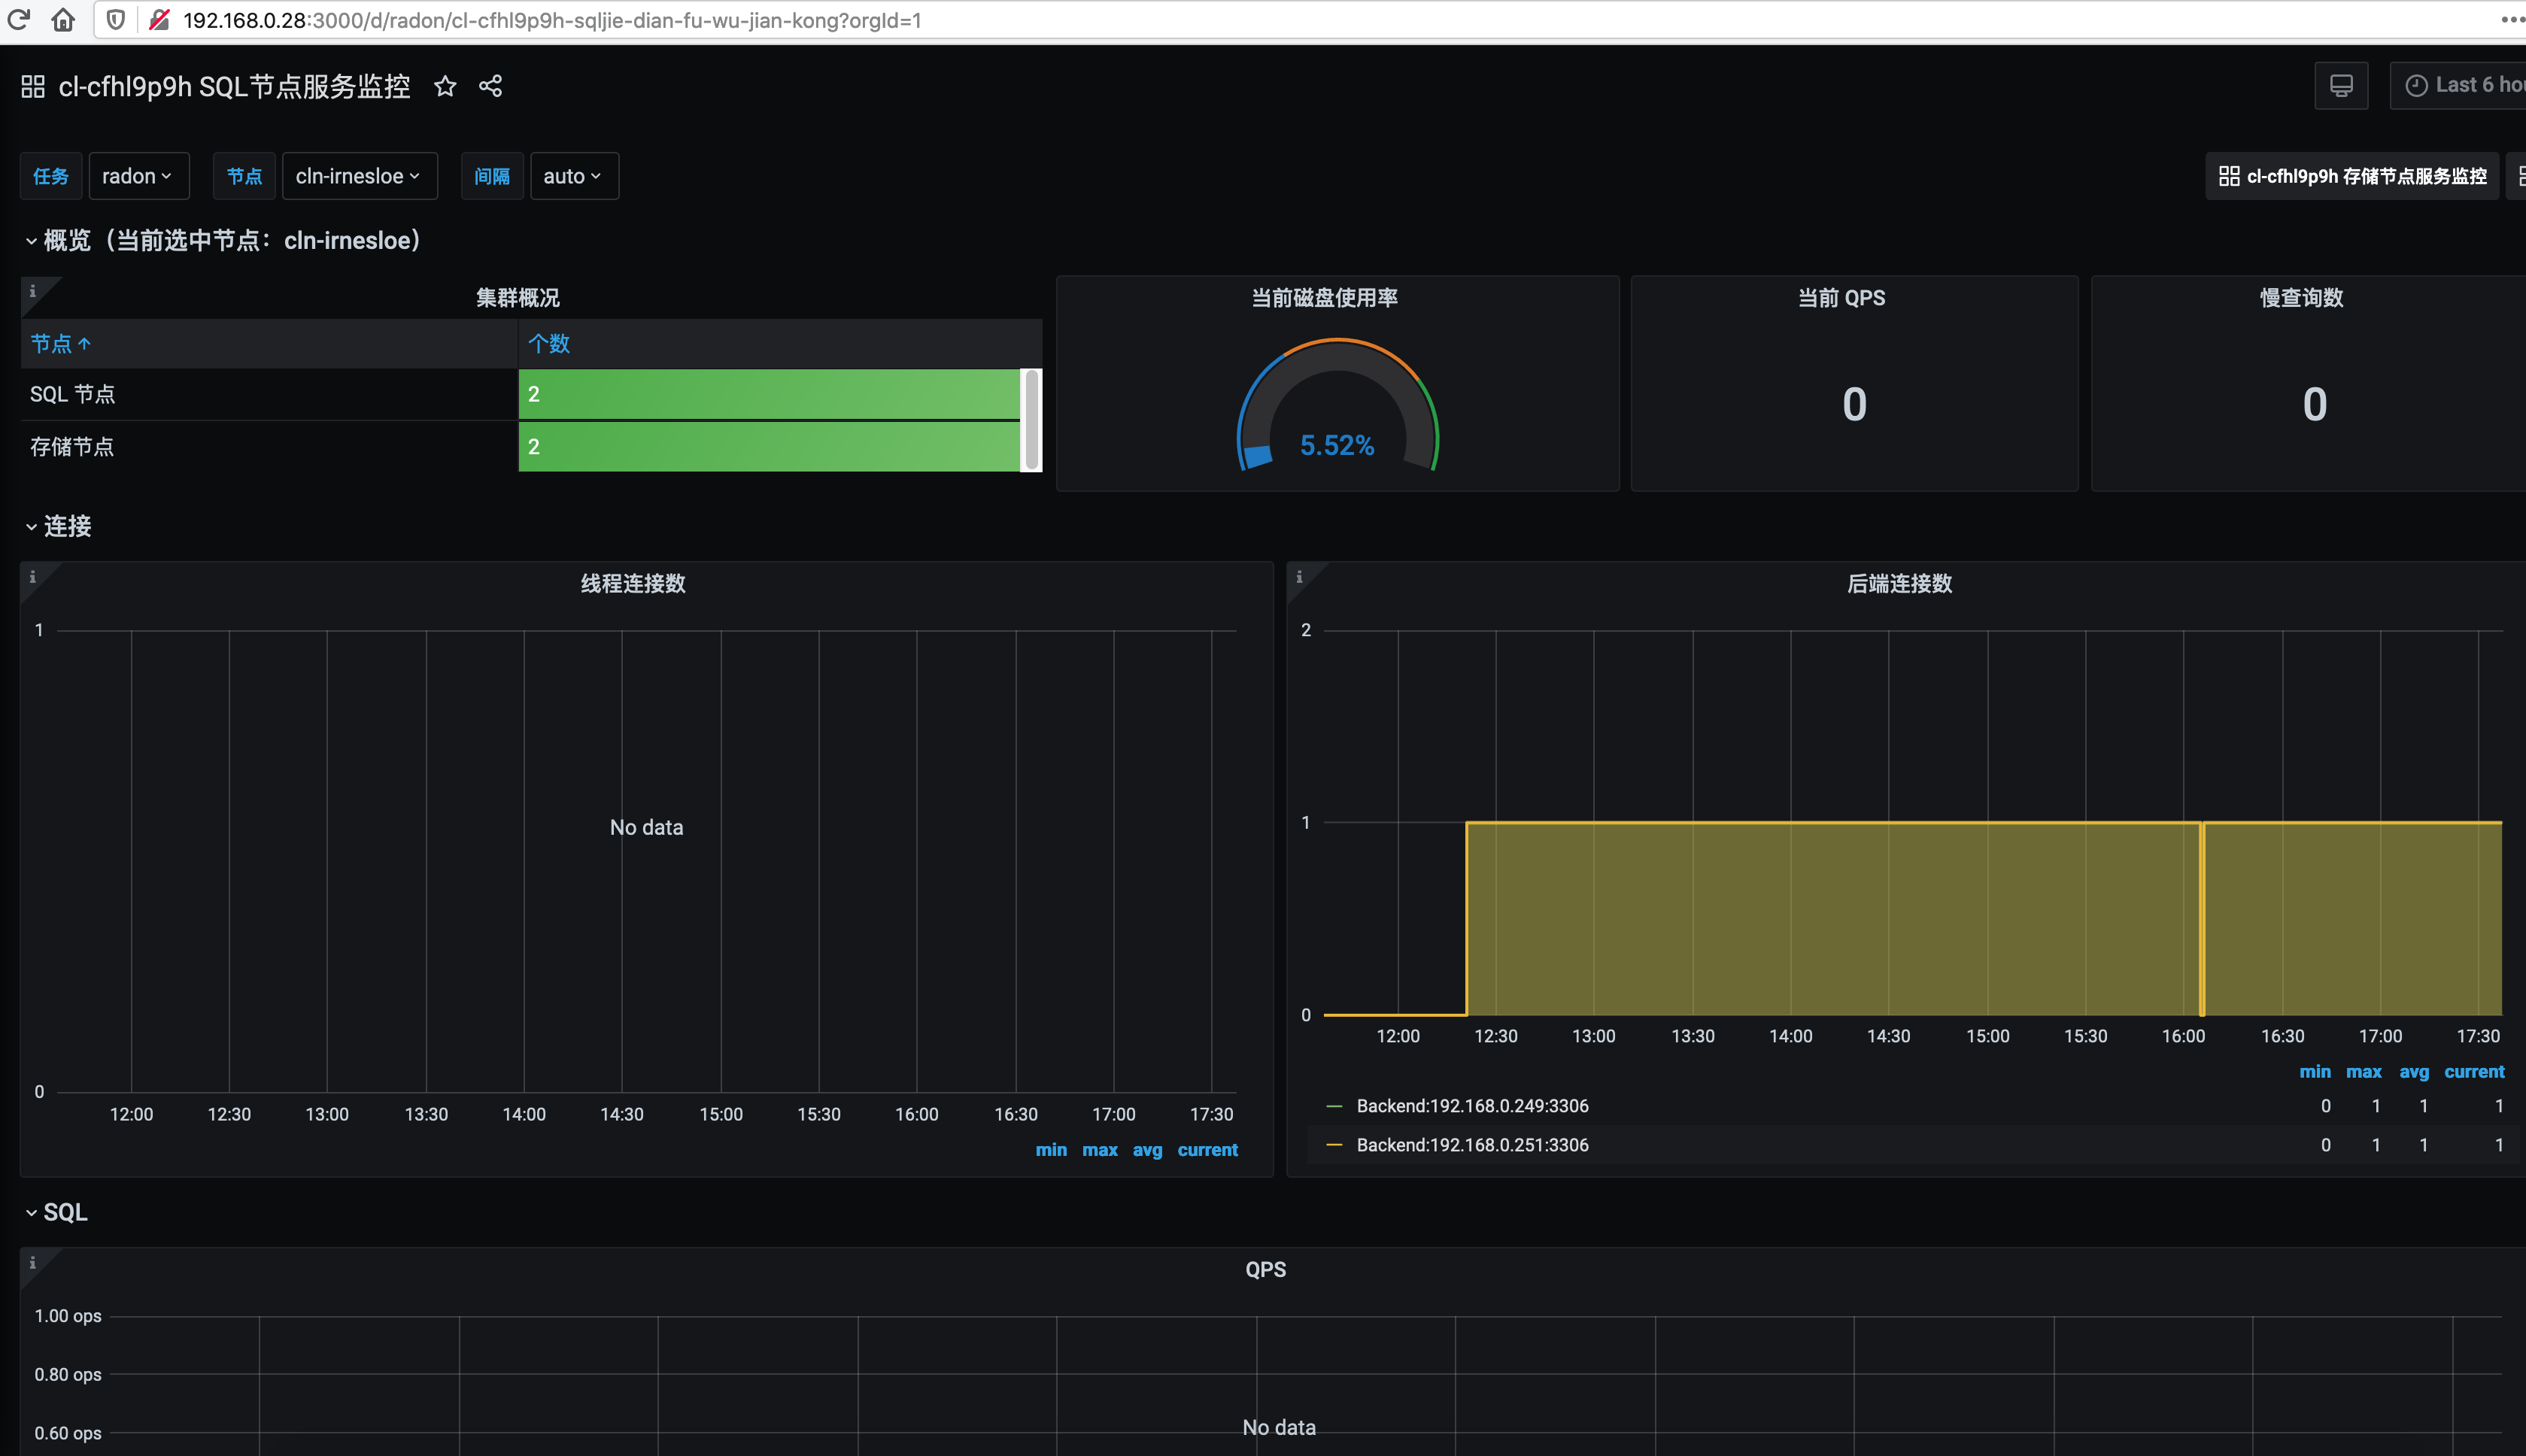 192.168.0.28:3000/d/radon/cl-cfhl9p9h-sqljie-dian-fu-wu-jian-kong?orgId=1
cl-cfhl9p9h SQL节点服务监控
Last 6 hou
任务 radon 节点 cln-irnesloe 间隔 auto
cl-cfhl9p9h 存储节点服务监控
概览（当前选中节点：cln-irnesloe）
集群概况
节点 个数
SQL 节点 2
存储节点 2
当前磁盘使用率
5.52%
当前 QPS
0
慢查询数
0
连接
线程连接数
1
No data
0
12:00 12:30 13:00 13:30 14:00 14:30 15:00 15:30 16:00 16:30 17:00 17:30
min max avg current
后端连接数
2
1
0
12:00 12:30 13:00 13:30 14:00 14:30 15:00 15:30 16:00 16:30 17:00 17:30
min max avg current
Backend:192.168.0.249:3306 0 1 1 1
Backend:192.168.0.251:3306 0 1 1 1
SQL
QPS
1.00 ops
0.80 ops
0.60 ops
No data